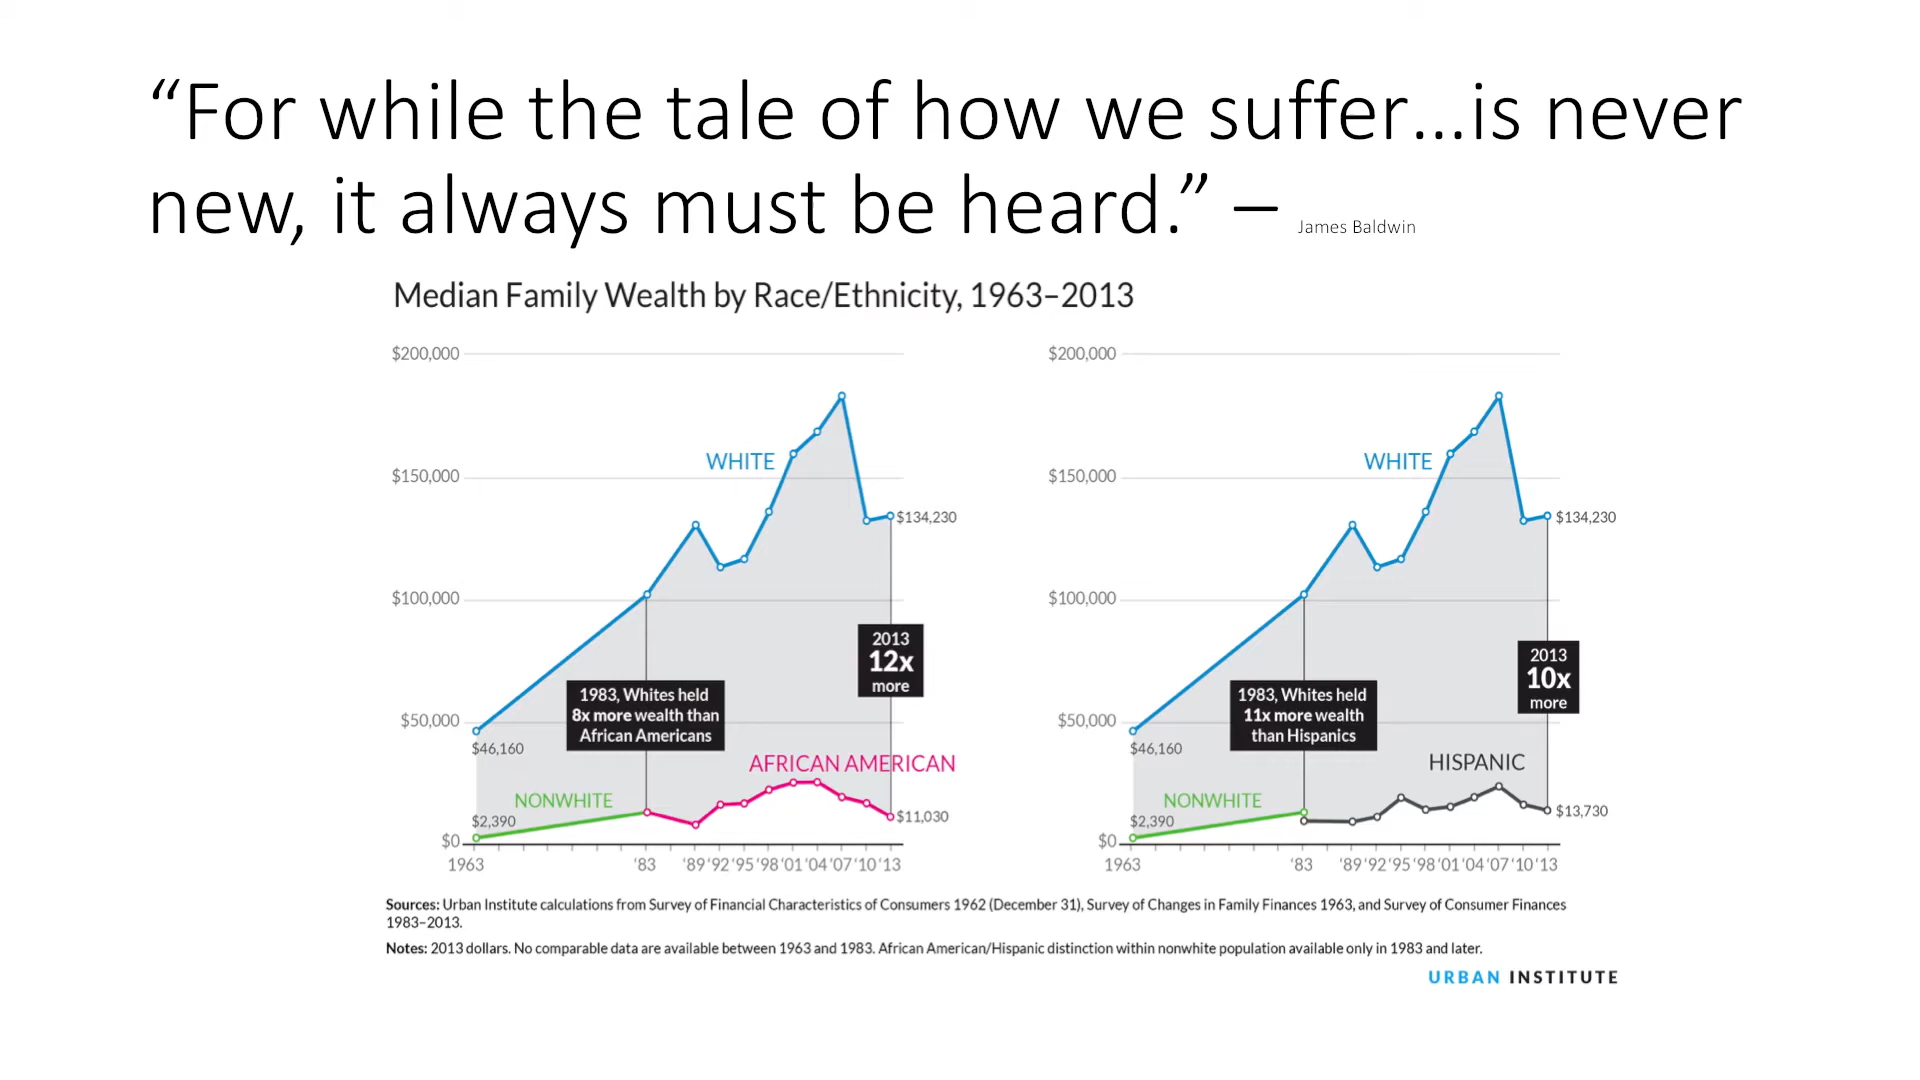 “For while the tale of how we suffer…is never
new, it always must be heard.” – James Baldwin
Median Family Wealth by Race/Ethnicity, 1963–2013
$200,000
$150,000
$100,000
$50,000
$0
WHITE
$134,230
2013
12x
more
1983, Whites held
8x more wealth than
African Americans
$46,160
AFRICAN AMERICAN
NONWHITE
$2,390
$11,030
1963 '83 '89 '92 '95 '98 '01 '04 '07 '10 '13
$200,000
$150,000
$100,000
$50,000
$0
WHITE
$134,230
2013
10x
more
1983, Whites held
11x more wealth
than Hispanics
$46,160
HISPANIC
NONWHITE
$2,390
$13,730
1963 '83 '89 '92 '95 '98 '01 '04 '07 '10 '13
Sources: Urban Institute calculations from Survey of Financial Characteristics of Consumers 1962 (December 31), Survey of Changes in Family Finances 1963, and Survey of Consumer Finances
1983–2013.
Notes: 2013 dollars. No comparable data are available between 1963 and 1983. African American/Hispanic distinction within nonwhite population available only in 1983 and later.
URBAN INSTITUTE